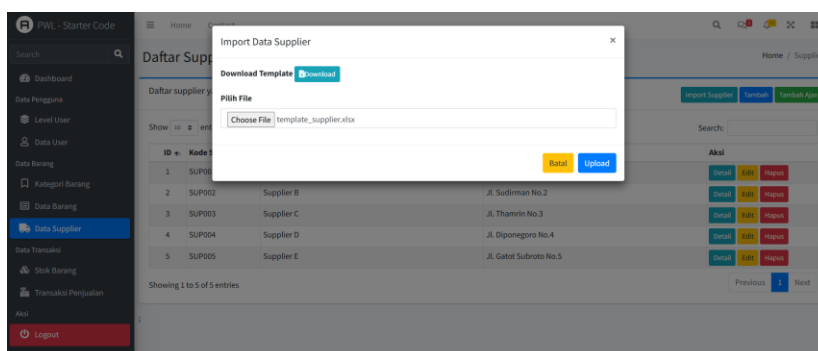 PWL - Starter Code
Home
Search
Dashboard
Data Pengguna
Level User
Data User
Data Barang
Kategori Barang
Data Barang
Data Supplier
Data Transaksi
Stok Barang
Transaksi Penjualan
Aksi
Logout
Daftar Supp
Home / Supplie
Import Data Supplier ×
Download Template Download
Pilih File
Choose File template_supplier.xlsx
Batal Upload
Daftar supplier y
Import Supplier Tambah Tambah Ajax
Show 10 ent
Search:
ID Kode S Aksi
1 SUP00 Detail Edit Hapus
2 SUP002 Supplier B Jl. Sudirman No.2 Detail Edit Hapus
3 SUP003 Supplier C Jl. Thamrin No.3 Detail Edit Hapus
4 SUP004 Supplier D Jl. Diponegoro No.4 Detail Edit Hapus
5 SUP005 Supplier E Jl. Gatot Subroto No.5 Detail Edit Hapus
Showing 1 to 5 of 5 entries
Previous 1 Next